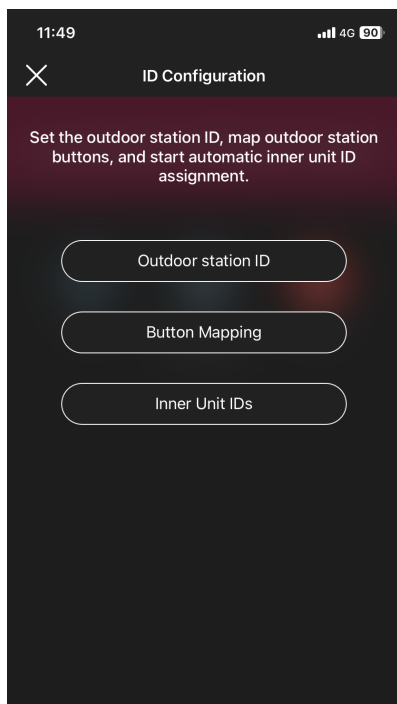 11:49
4G 90
ID Configuration
Set the outdoor station ID, map outdoor station
buttons, and start automatic inner unit ID
assignment.
Outdoor station ID
Button Mapping
Inner Unit IDs